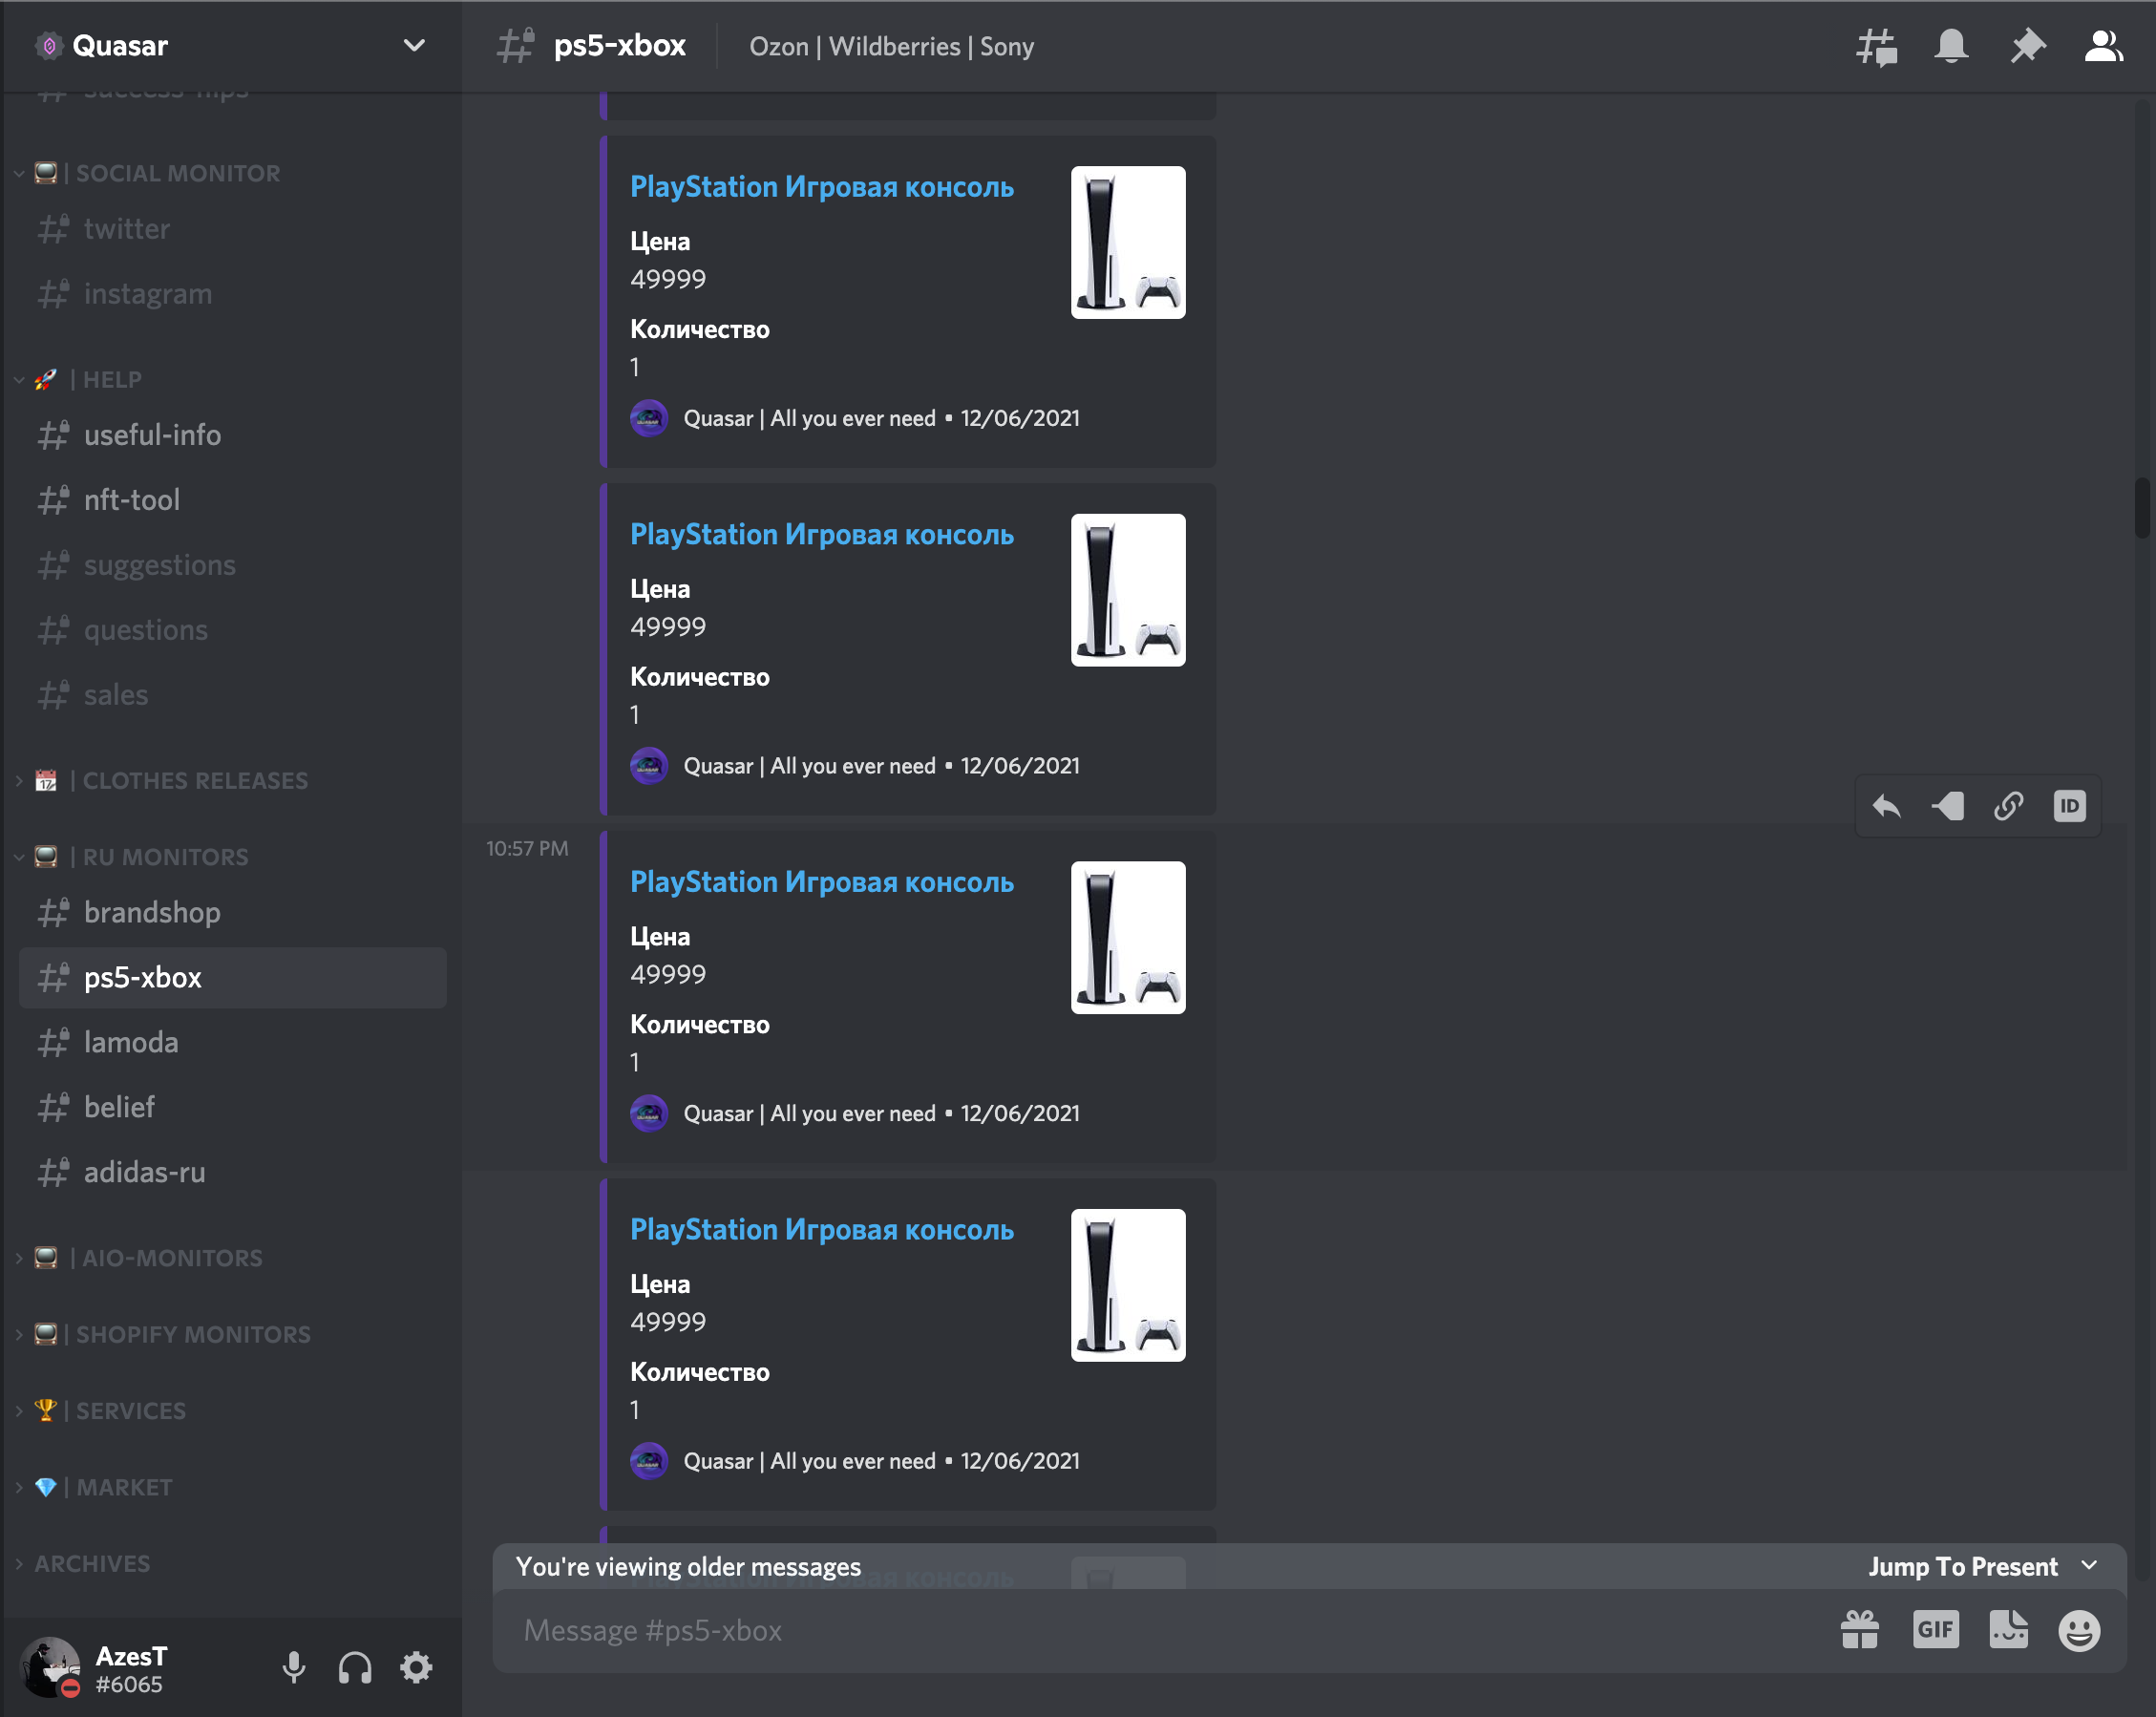 Quasar
SOCIAL MONITOR
twitter
instagram
| HELP
useful-info
nft-tool
suggestions
questions
sales
| CLOTHES RELEASES
| RU MONITORS
brandshop
ps5-xbox
lamoda
belief
adidas-ru
| AIO-MONITORS
| SHOPIFY MONITORS
| SERVICES
| MARKET
ARCHIVES
AzesT
#6065
ps5-xbox
Ozon | Wildberries | Sony
PlayStation Игровая консоль
Цена
49999
Количество
1
Quasar | All you ever need • 12/06/2021
PlayStation Игровая консоль
Цена
49999
Количество
1
Quasar | All you ever need • 12/06/2021
ID
10:57 PM
PlayStation Игровая консоль
Цена
49999
Количество
1
Quasar | All you ever need • 12/06/2021
PlayStation Игровая консоль
Цена
49999
Количество
1
Quasar | All you ever need • 12/06/2021
You're viewing older messages
Jump To Present
Message #ps5-xbox
GIF